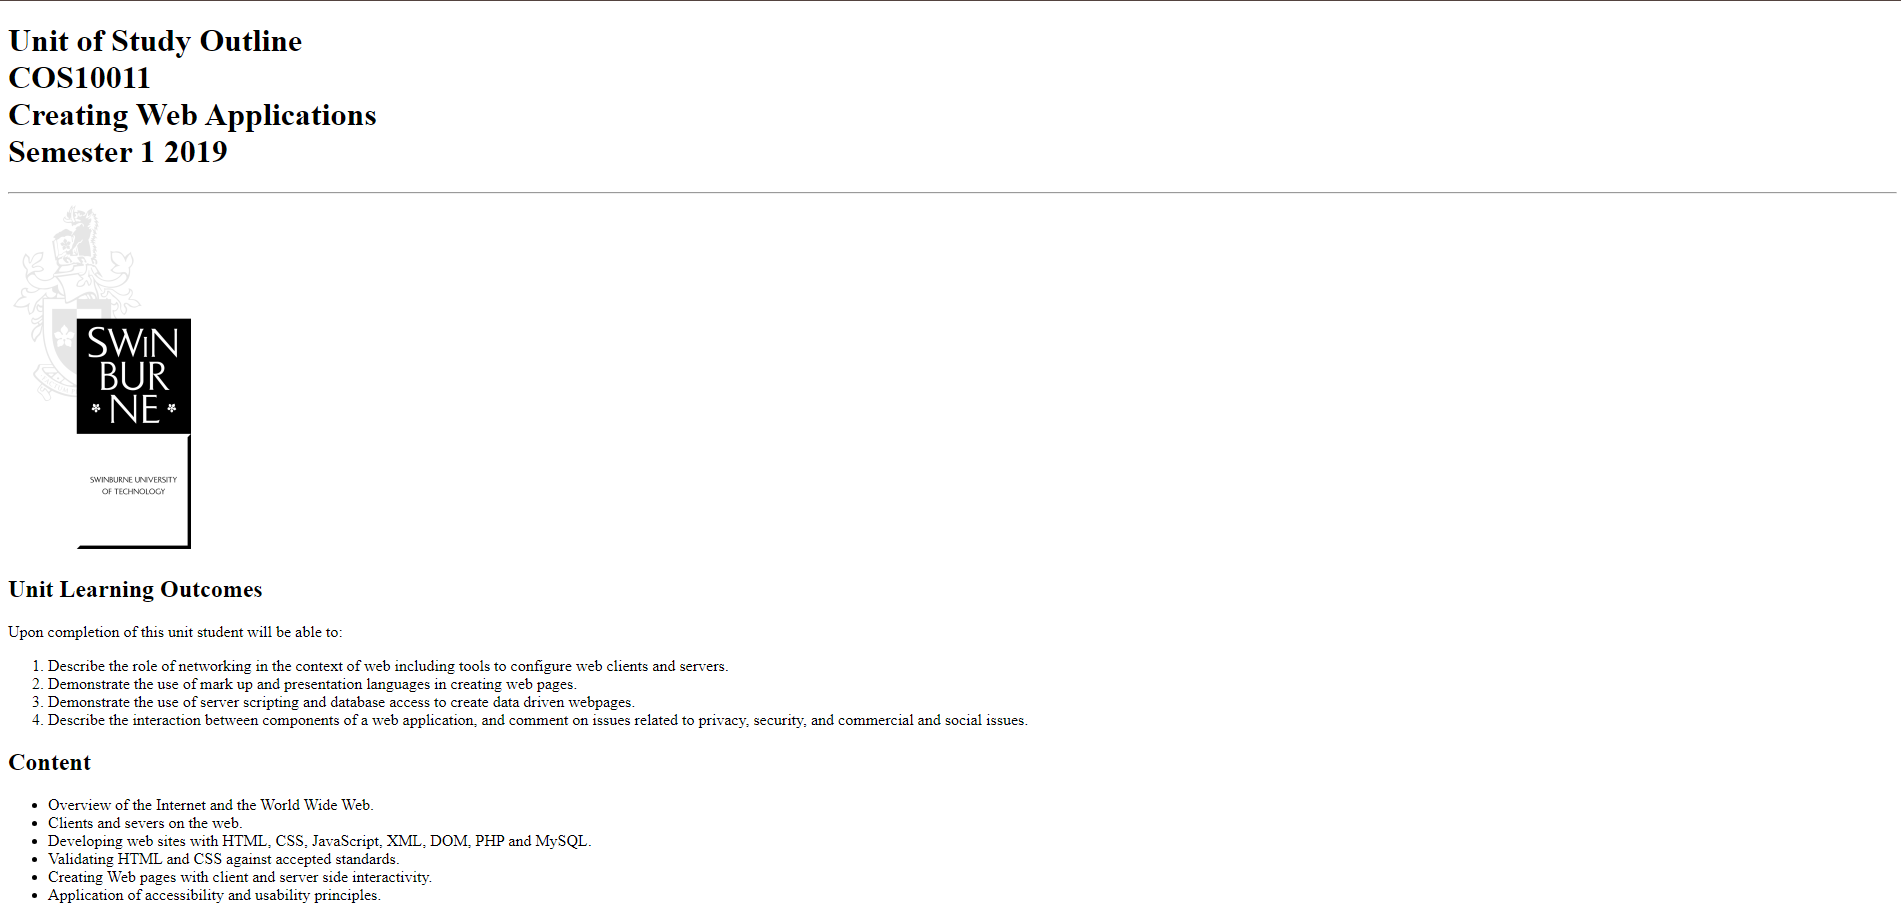 Unit of Study Outline
COS10011
Creating Web Applications
Semester 1 2019
SWIN
BUR
NE
SWINBURNE UNIVERSITY
OF TECHNOLOGY
Unit Learning Outcomes
Upon completion of this unit student will be able to:
1. Describe the role of networking in the context of web including tools to configure web clients and servers.
2. Demonstrate the use of mark up and presentation languages in creating web pages.
3. Demonstrate the use of server scripting and database access to create data driven webpages.
4. Describe the interaction between components of a web application, and comment on issues related to privacy, security, and commercial and social issues.
Content
• Overview of the Internet and the World Wide Web.
• Clients and severs on the web.
• Developing web sites with HTML, CSS, JavaScript, XML, DOM, PHP and MySQL.
• Validating HTML and CSS against accepted standards.
• Creating Web pages with client and server side interactivity.
• Application of accessibility and usability principles.